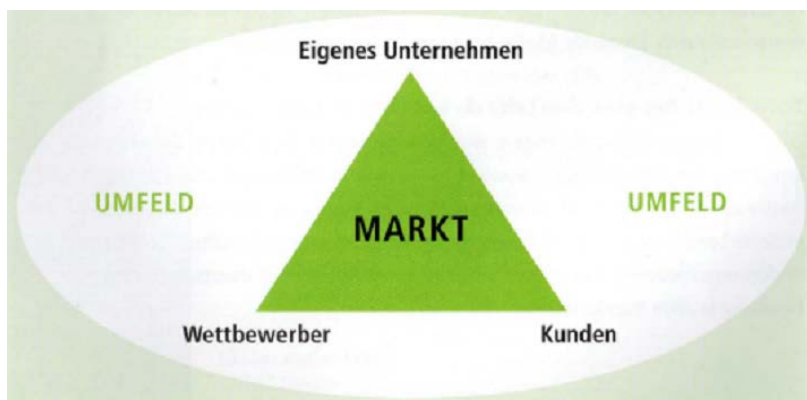 Eigenes Unternehmen
UMFELD
UMFELD
MARKT
Wettbewerber
Kunden